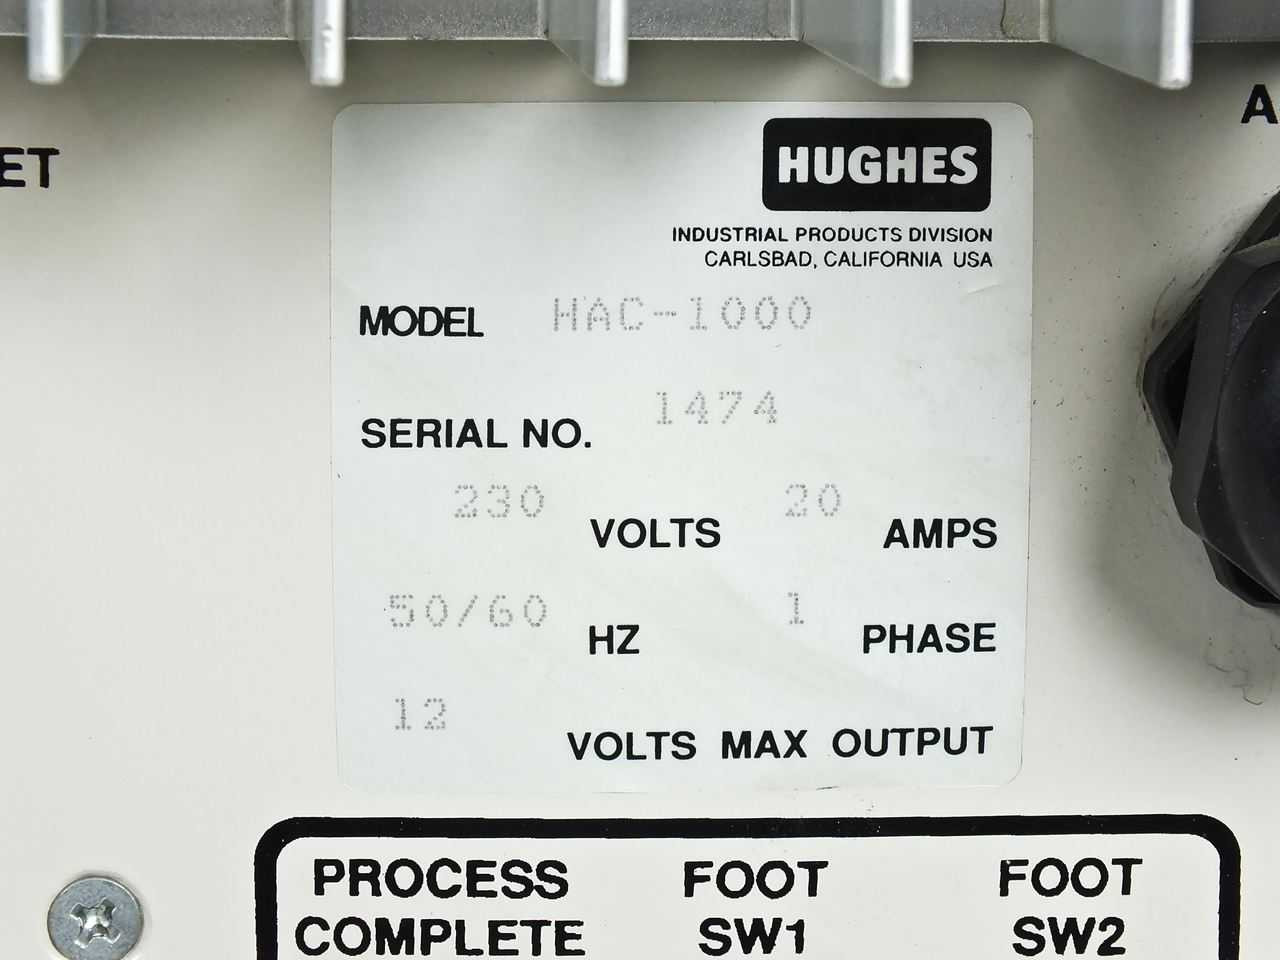 ET
A
HUGHES
INDUSTRIAL PRODUCTS DIVISION
CARLSBAD, CALIFORNIA USA
MODEL HAC-1000
SERIAL NO. 1474
230 VOLTS 20 AMPS
50/60 HZ 1 PHASE
12 VOLTS MAX OUTPUT
PROCESS COMPLETE
FOOT SW1
FOOT SW2